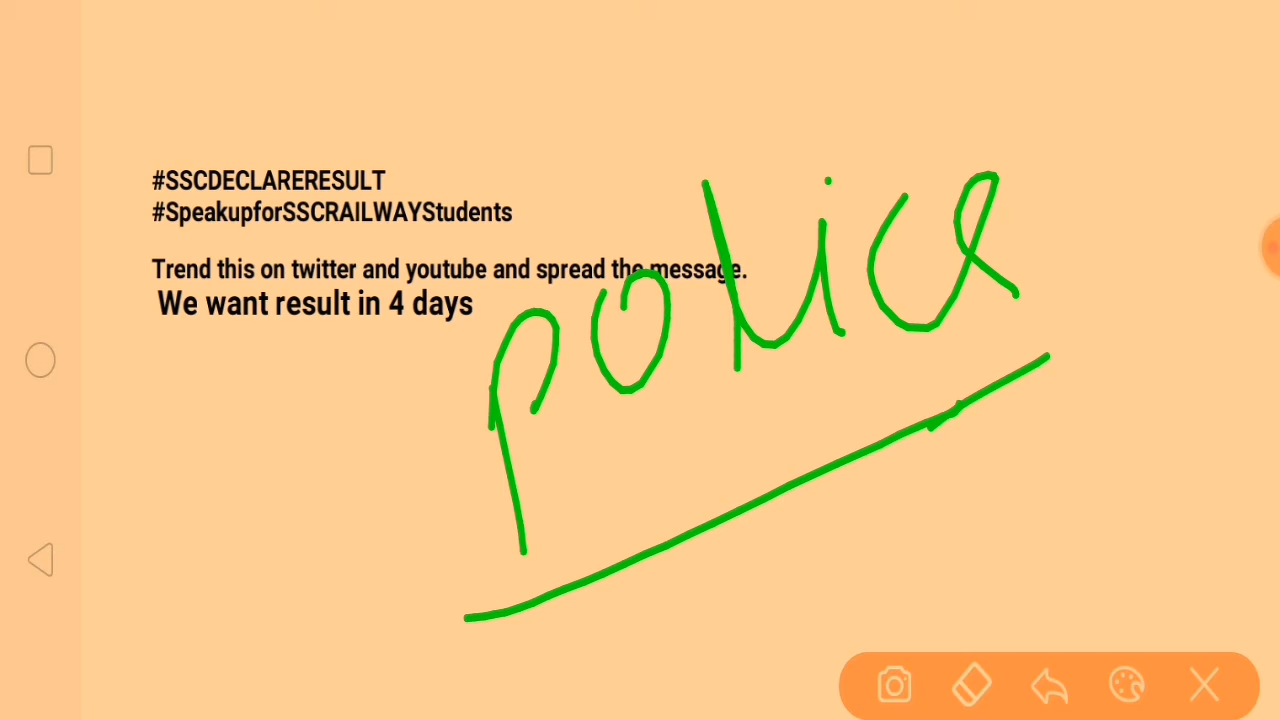 #SSCDECLARERESULT
#SpeakupforSSCRAILWAYStudents
Trend this on twitter and youtube and spread the message.
We want result in 4 days
police